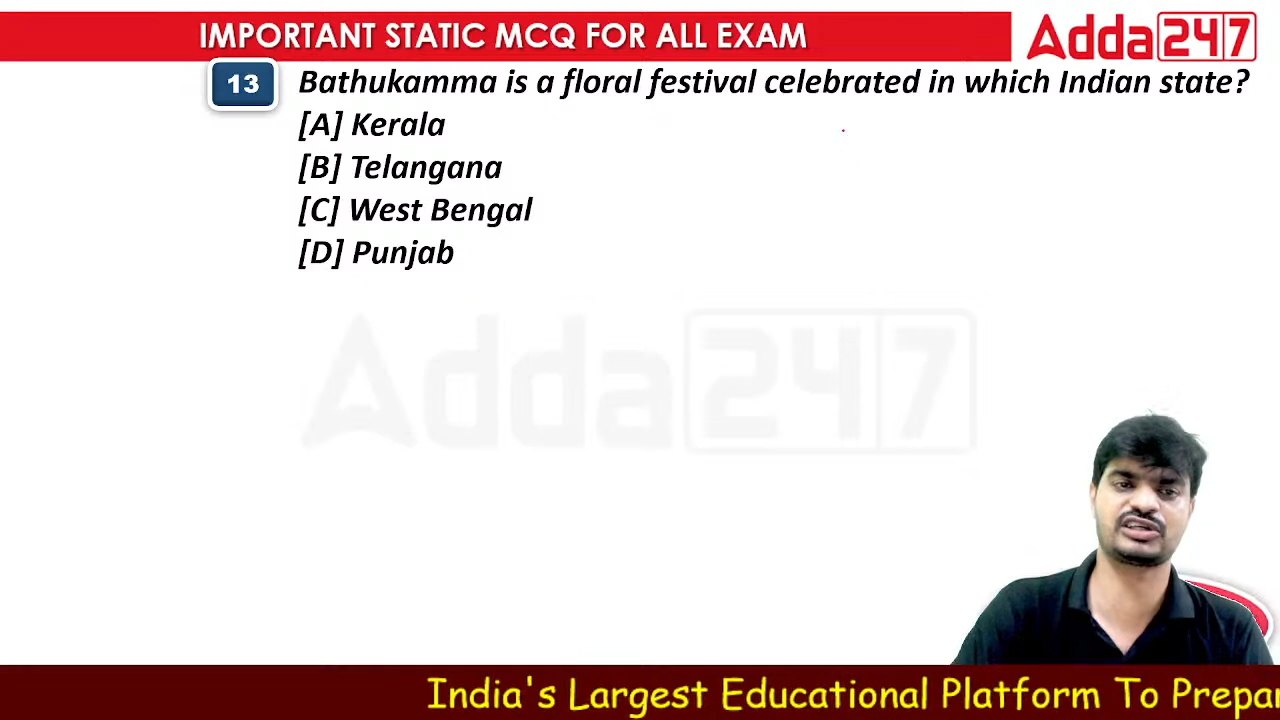 IMPORTANT STATIC MCQ FOR ALL EXAM
Adda247
13
Bathukamma is a floral festival celebrated in which Indian state?
[A] Kerala
[B] Telangana
[C] West Bengal
[D] Punjab
Adda247
India's Largest Educational Platform To Prepar